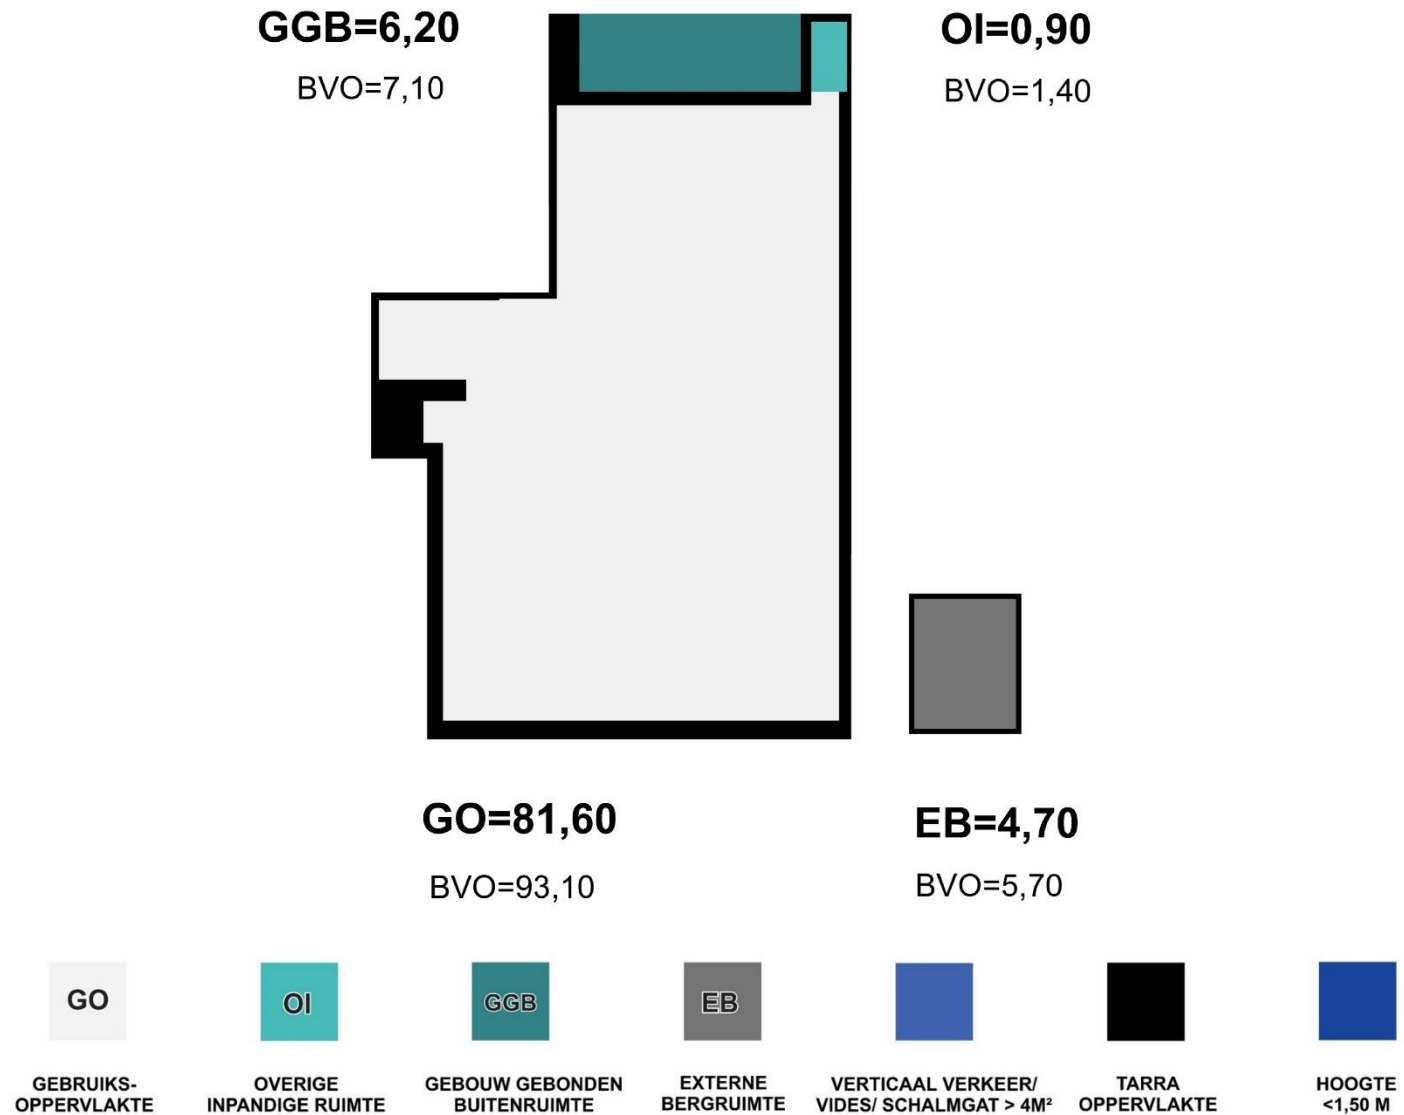 GGB=6,20
BVO=7,10
OI=0,90
BVO=1,40
GO=81,60
BVO=93,10
EB=4,70
BVO=5,70
GO
OI
GGB
EB
GEBRUIKS-
OPPERVLAKTE
OVERIGE
INPANDIGE RUIMTE
GEBOUW GEBONDEN
BUITENRUIMTE
EXTERNE
BERGRUIMTE
VERTICAAL VERKEER/
VIDES/ SCHALMGAT > 4M²
TARRA
OPPERVLAKTE
HOOGTE
<1,50 M